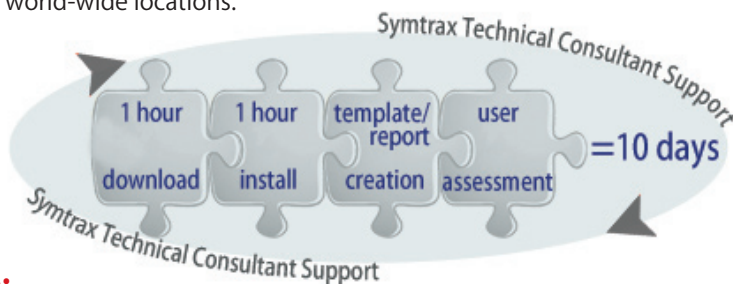 world-wide locations.
Symtrax Technical Consultant Support
1 hour
download
1 hour
install
template/
report
creation
user
assessment
=10 days
Symtrax Technical Consultant Support